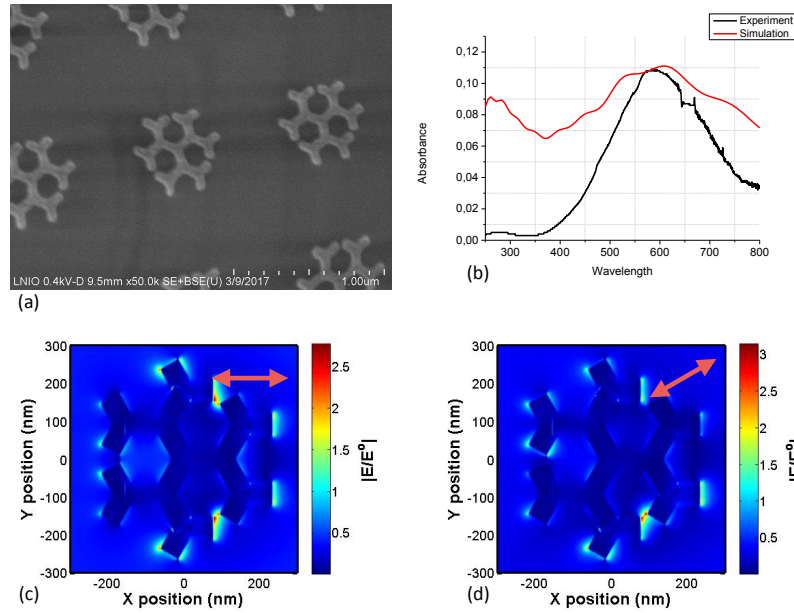 LNIO 0.4kV-D 9.5mm x50.0k SE+BSE(U) 3/9/2017
1.00um
(a)
Experiment
Simulation
0,12
0,10
0,08
0,06
0,04
0,02
0,00
Absorbance
300 400 500 600 700 800
Wavelength
(b)
300
200
100
0
-100
-200
-300
Y position (nm)
-200 0 200
X position (nm)
2.5
2
1.5
1
0.5
|E/E⁰|
(c)
300
200
100
0
-100
-200
-300
Y position (nm)
-200 0 200
X position (nm)
3
2.5
2
1.5
1
0.5
|E/E⁰|
(d)